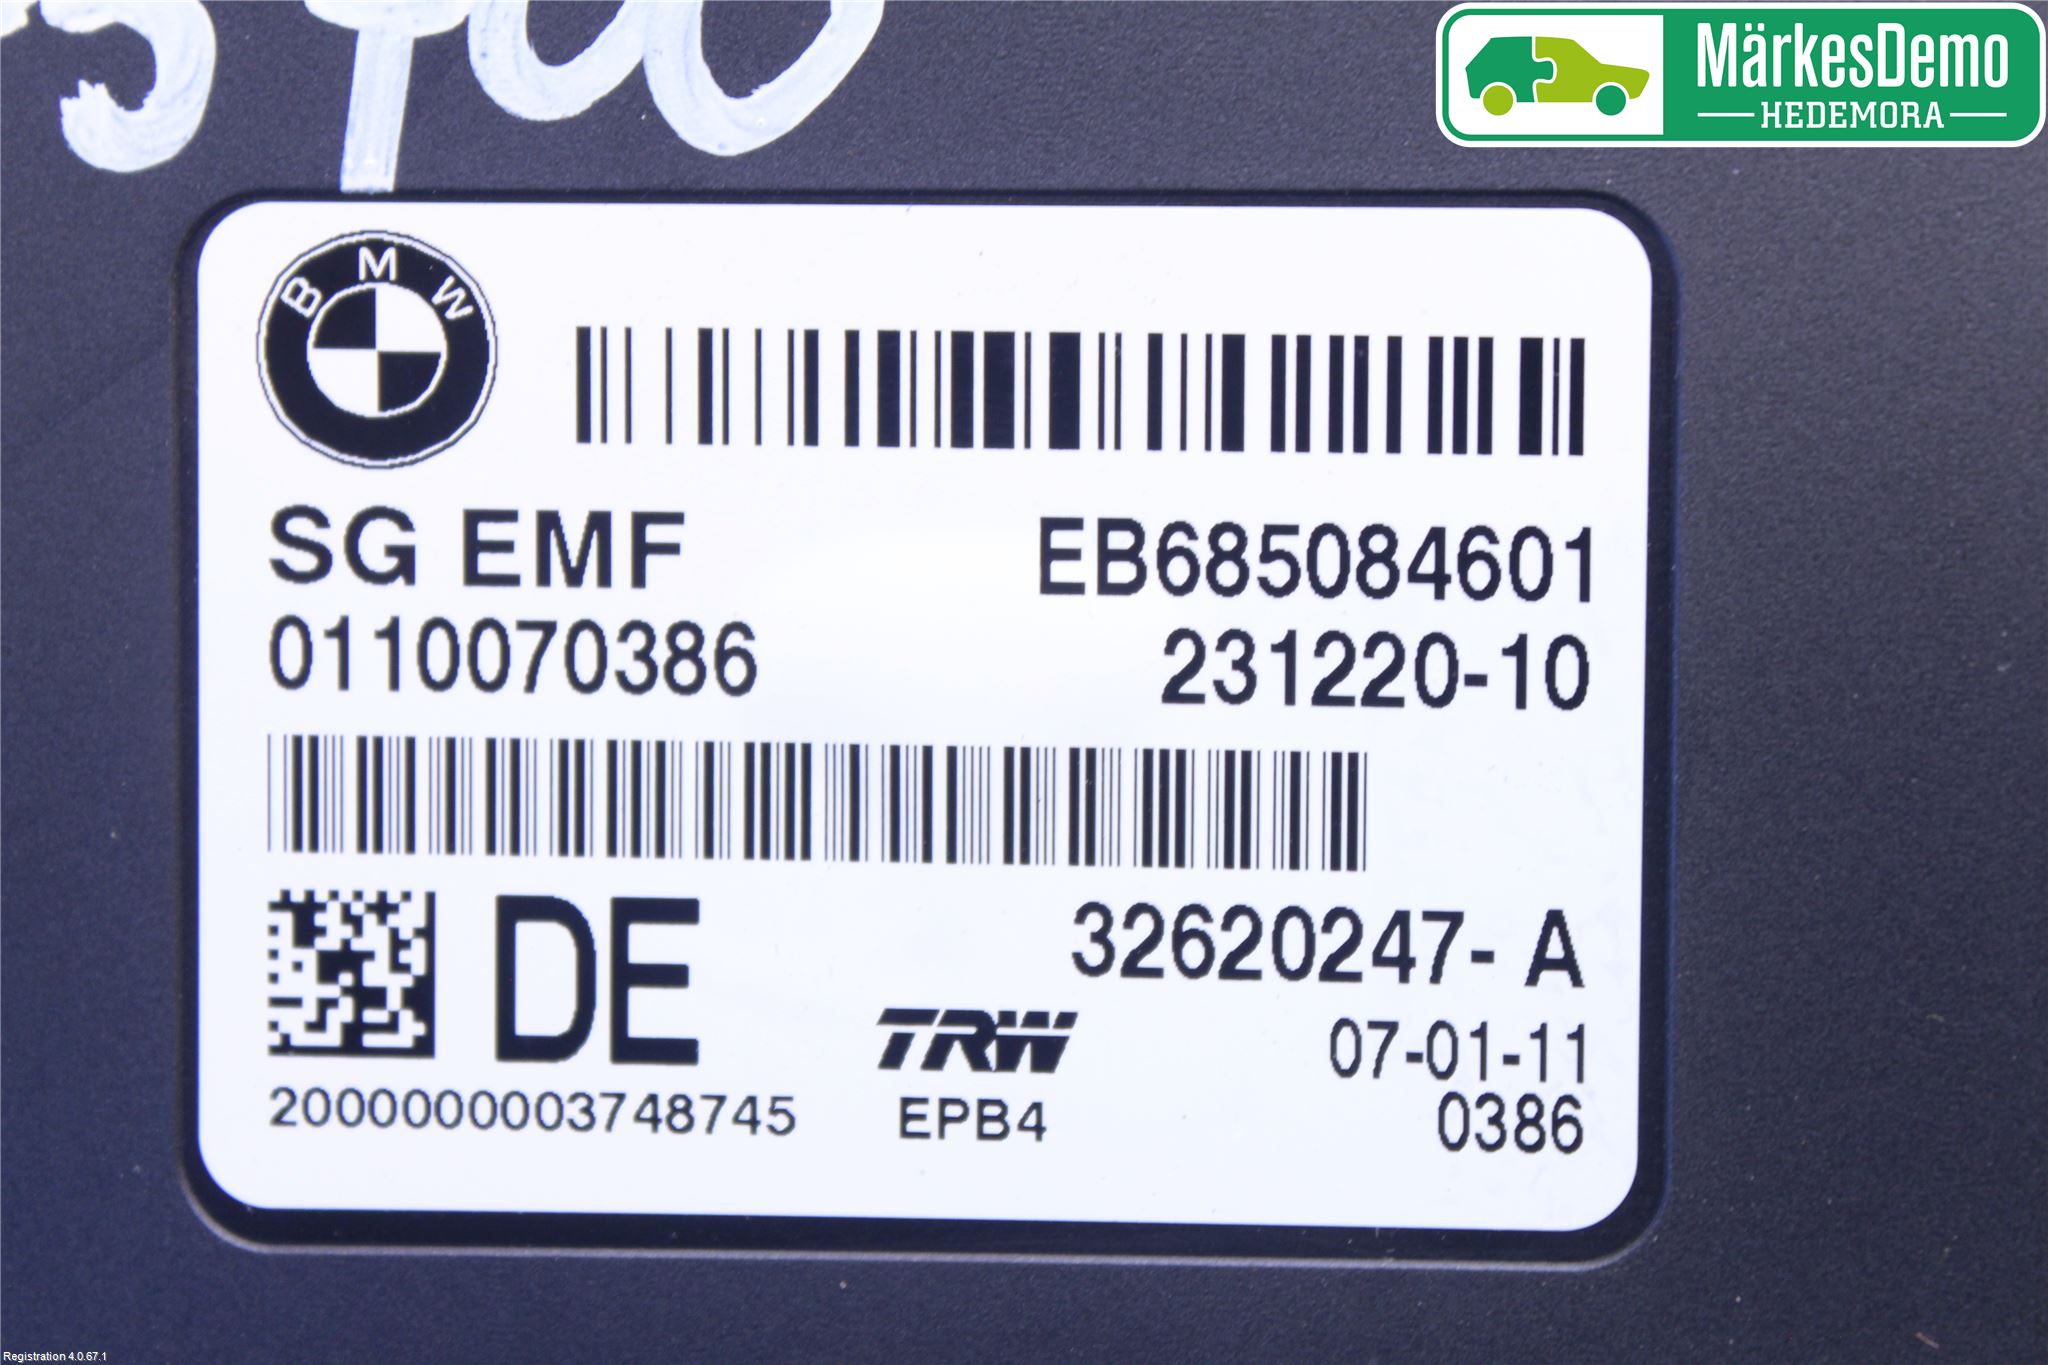 MärkesDemo
HEDEMORA
BMW
SG EMF
EB685084601
0110070386
231220-10
DE
32620247- A
TRW
07-01-11
2000000003748745
EPB4
0386
Registration 4.0.67.1